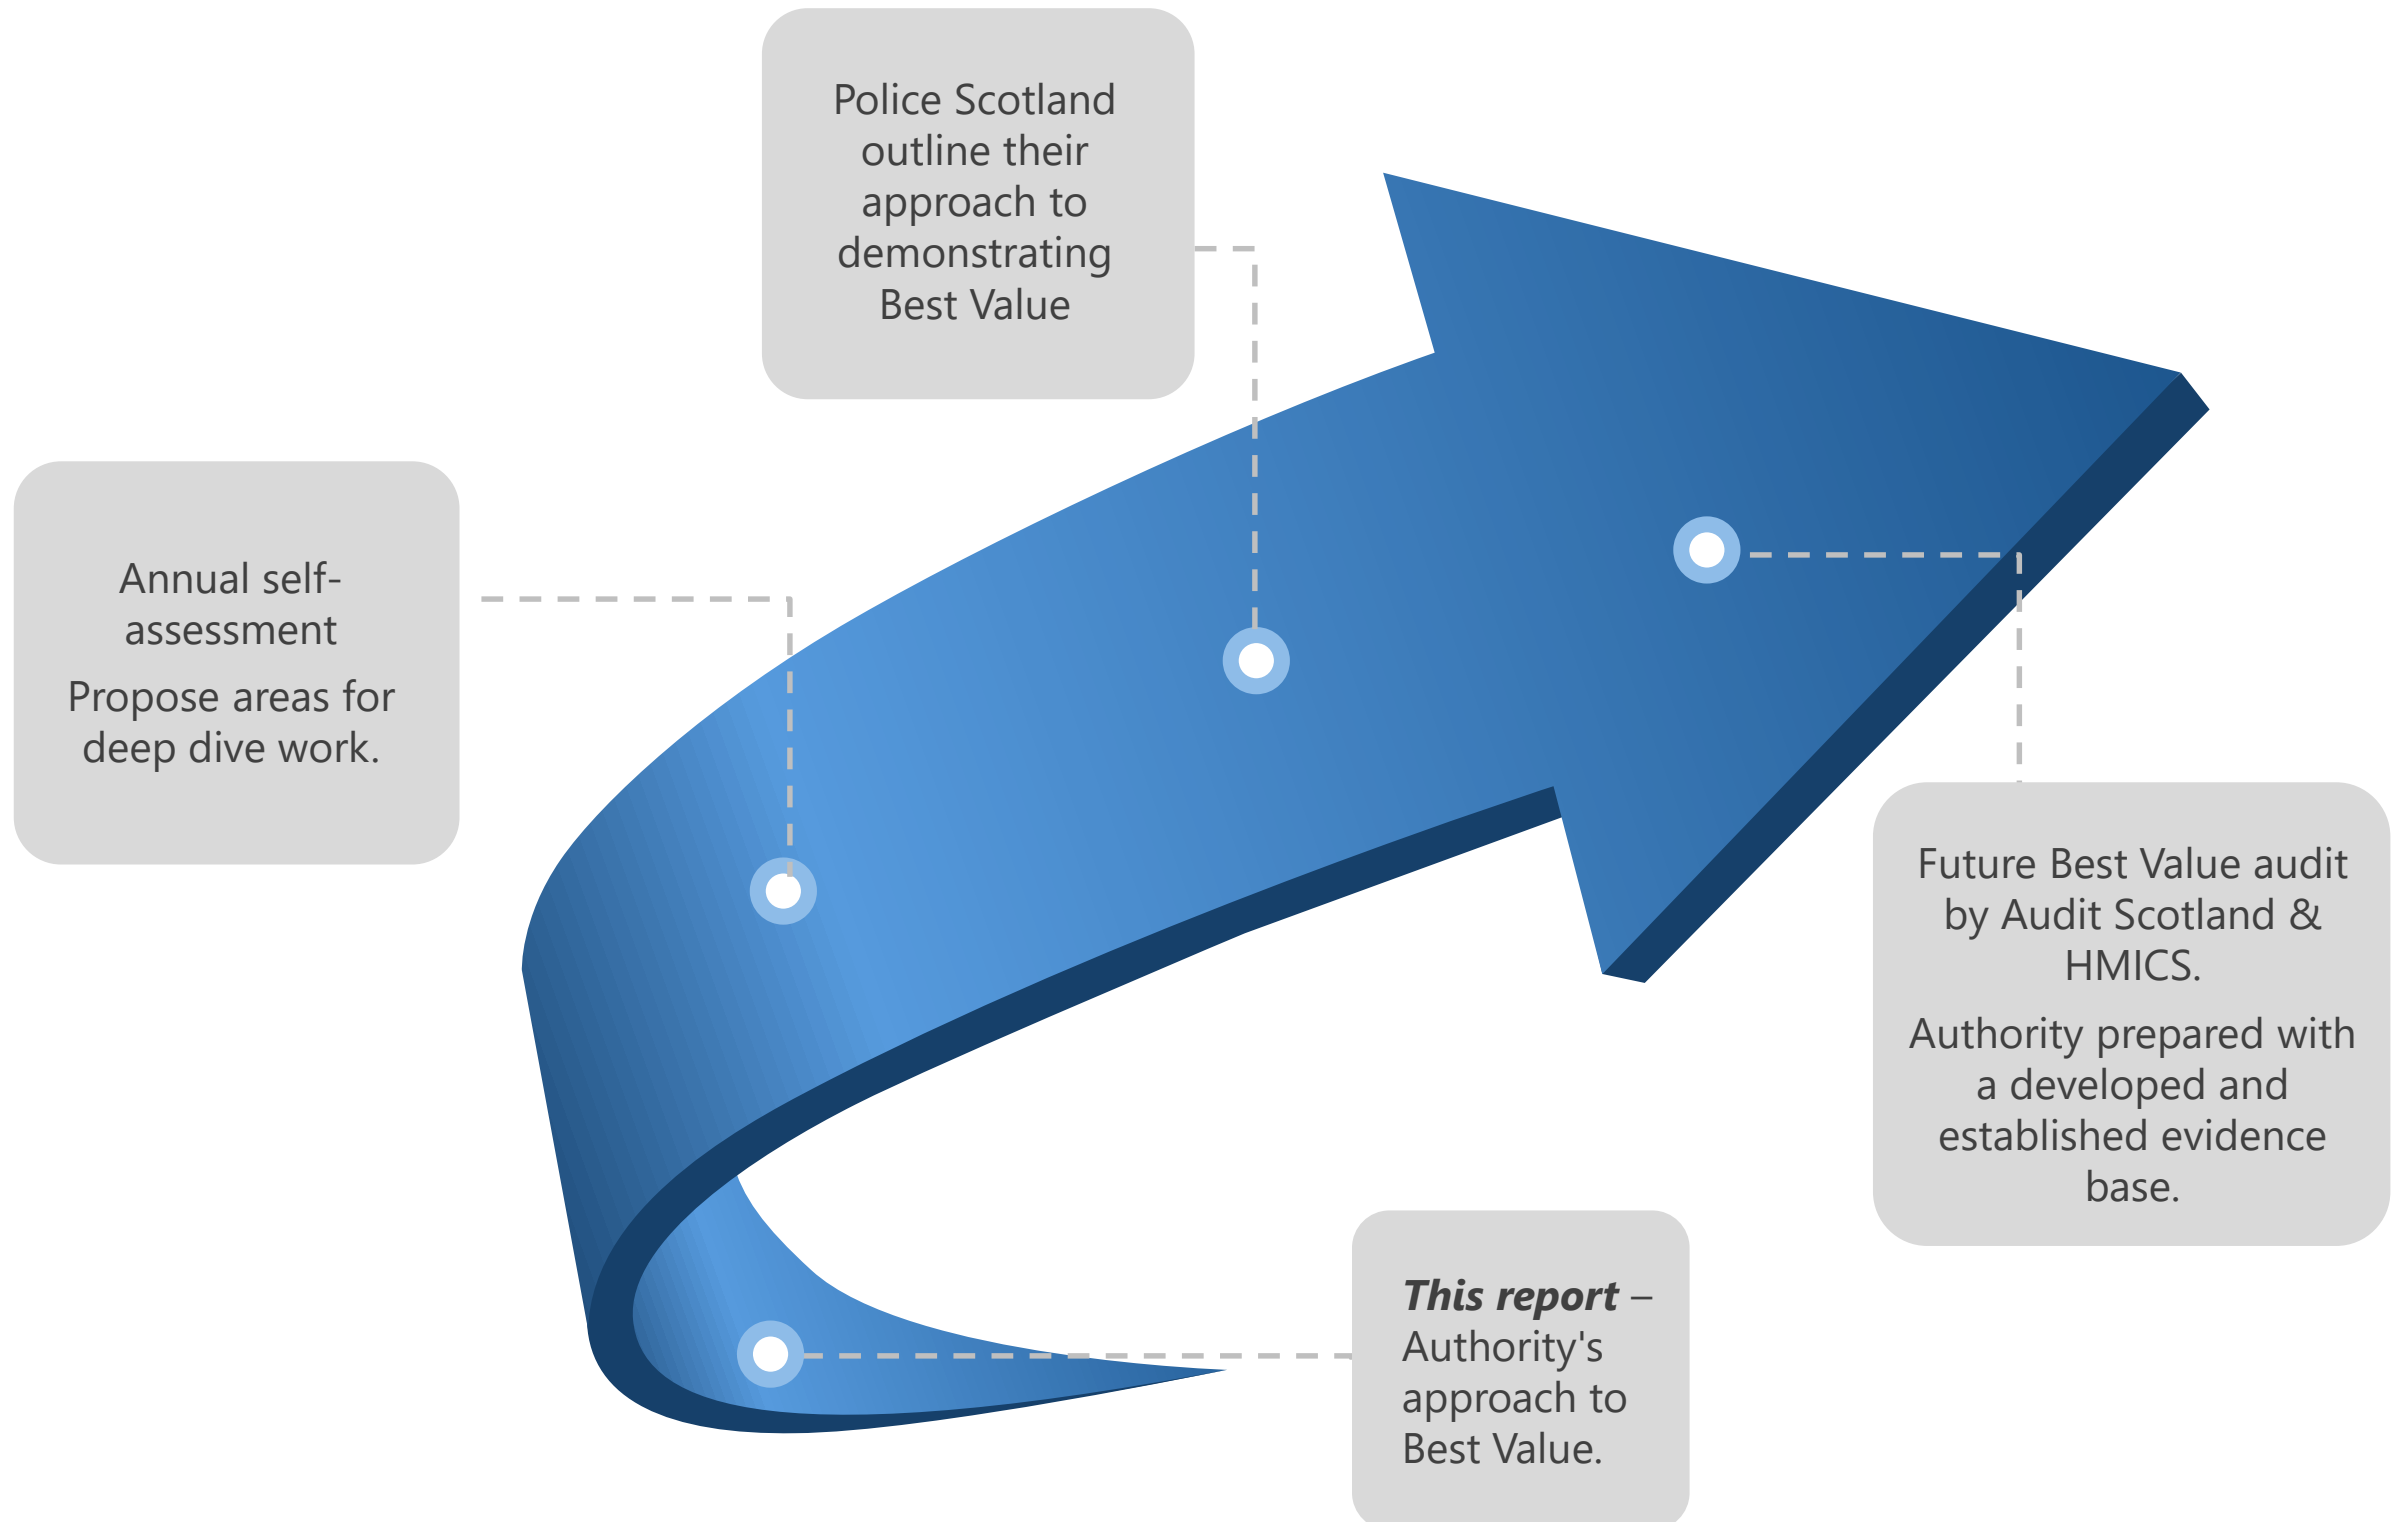 Police Scotland
outline their
approach to
demonstrating
Best Value
Annual self-
assessment
Propose areas for
deep dive work.
Future Best Value audit
by Audit Scotland &
HMICS.
Authority prepared with
a developed and
established evidence
base.
This report –
Authority's
approach to
Best Value.